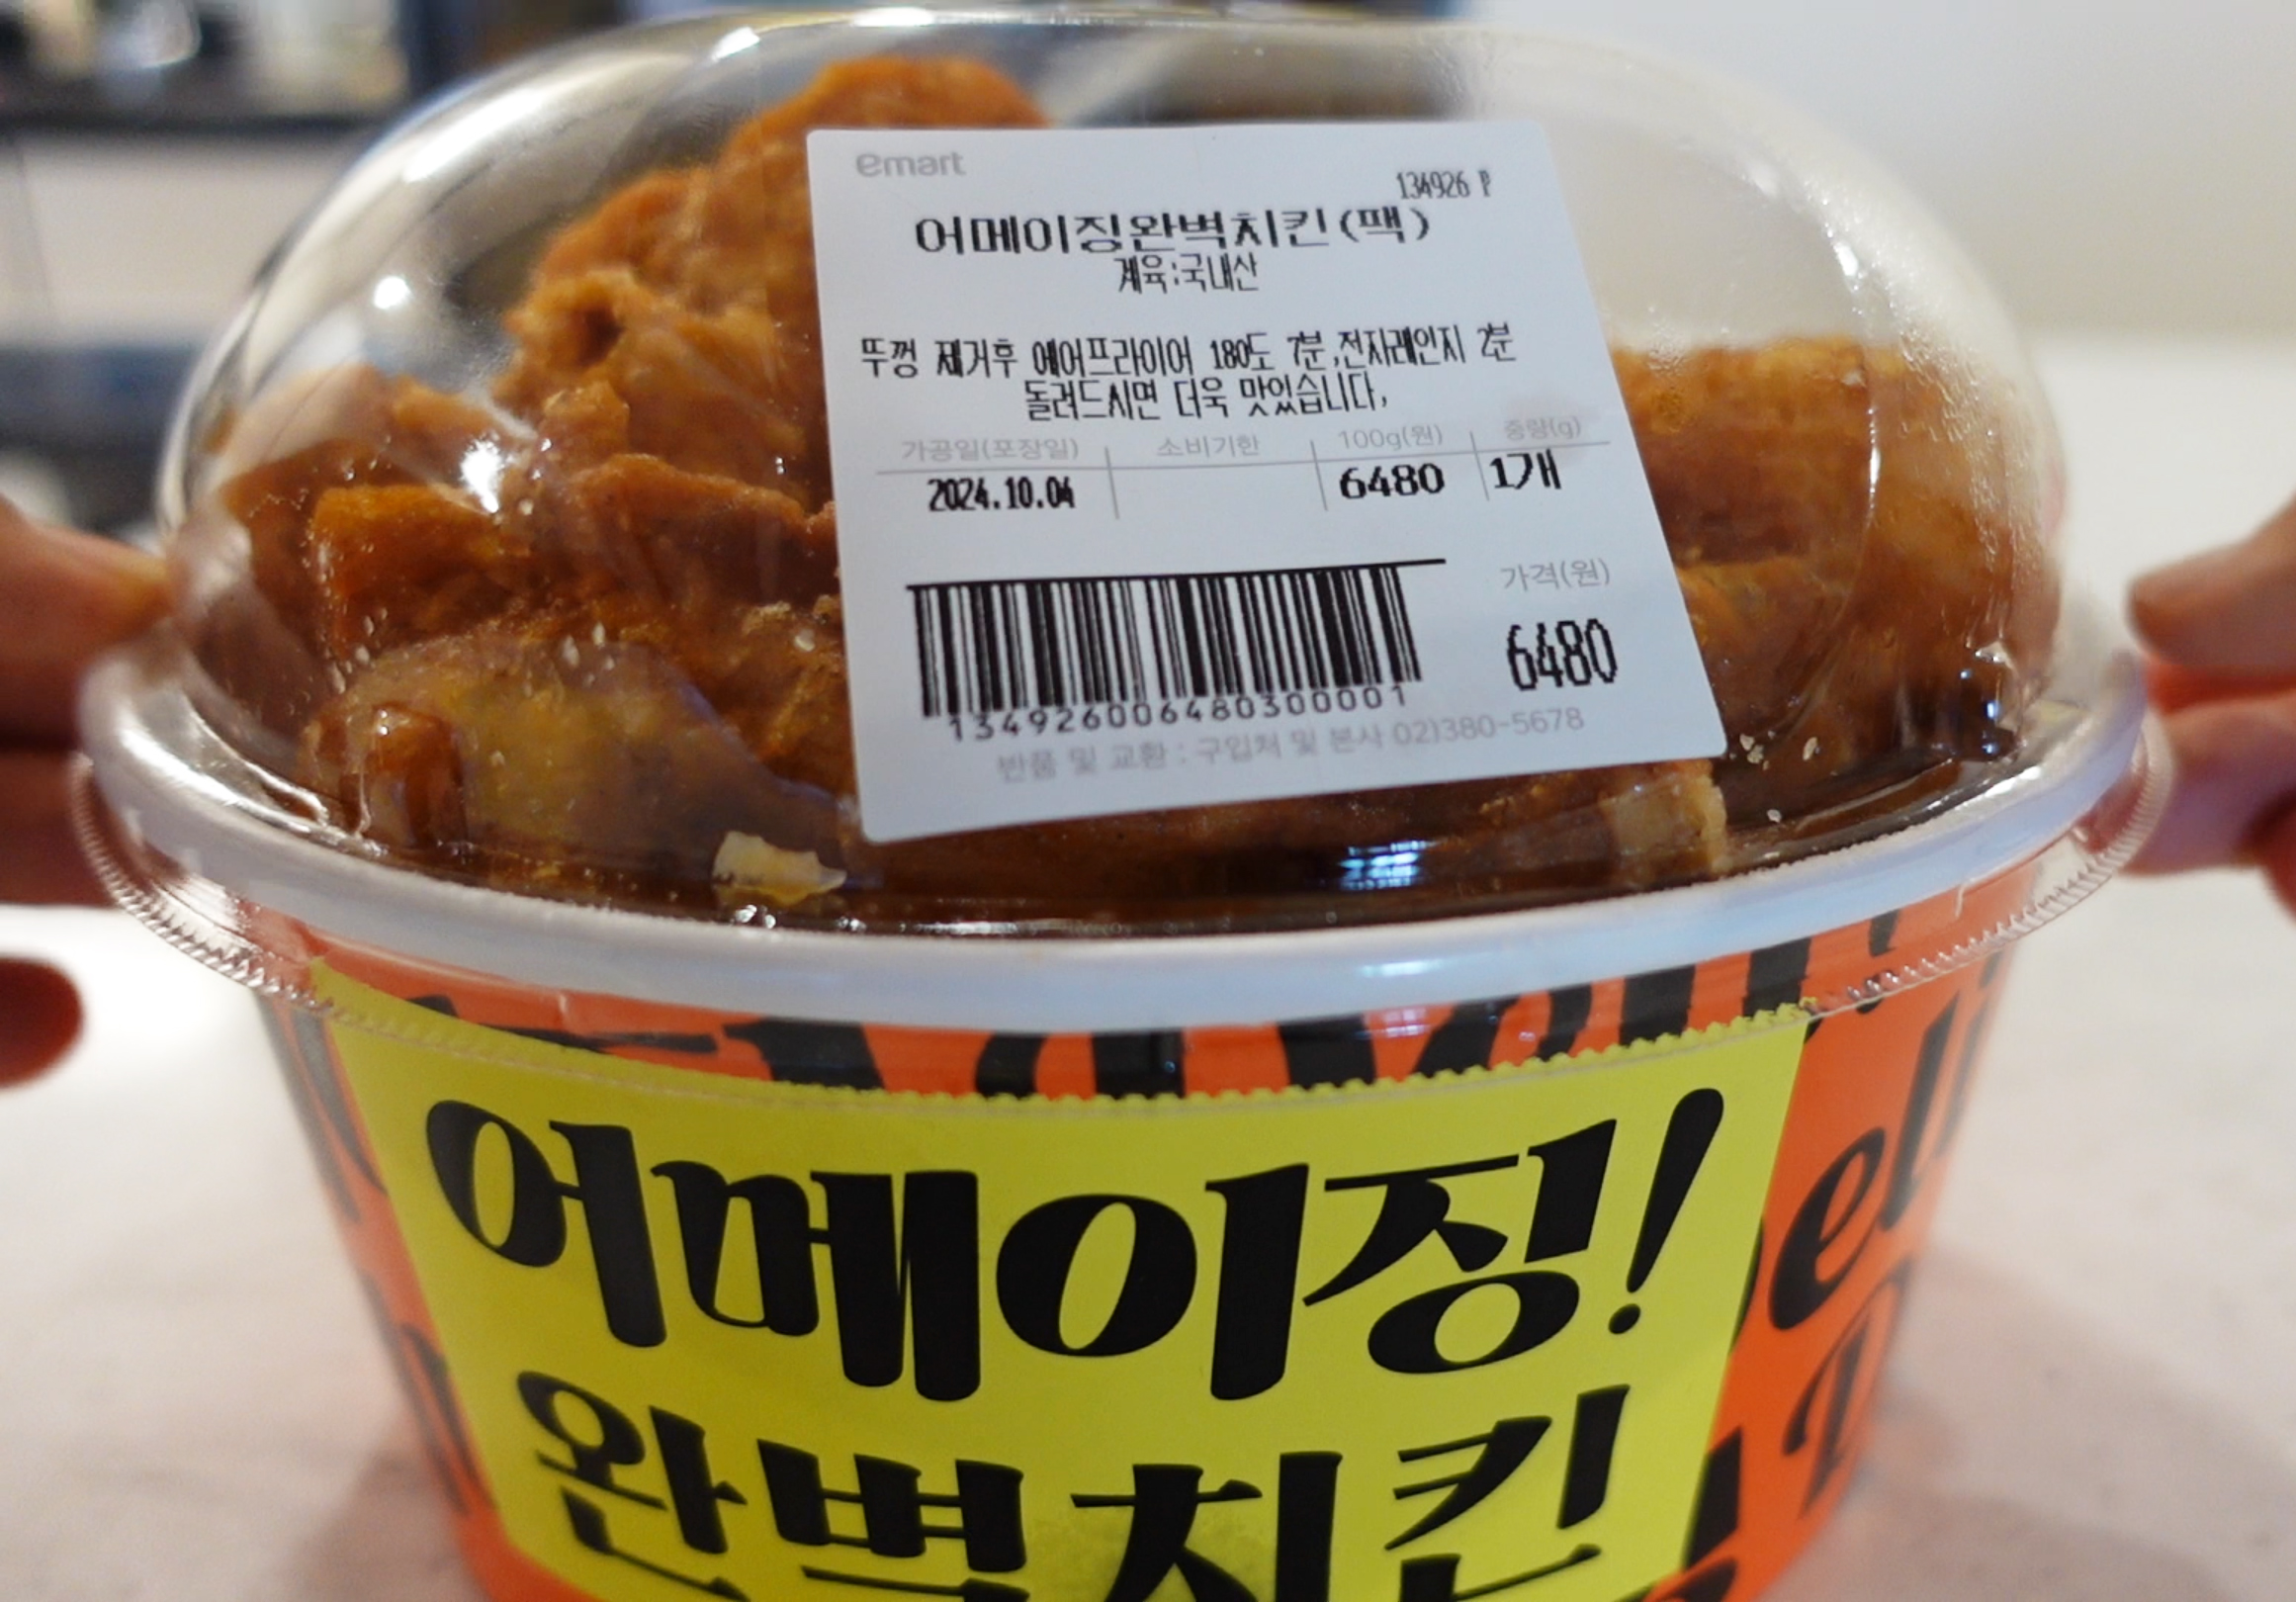 emart
134926 P
어메이징완벽치킨(팩)
계육:국내산
뚜껑 제거후 에어프라이어 180도 7분,전자레인지 2분
돌려드시면 더욱 맛있습니다,
가공일(포장일) 소비기한 100g(원) 중량(g)
2024.10.04 6480 1개
가격(원)
6480
134926006480300001
반품 및 교환 : 구입처 및 본사 02)380-5678
어메이징!
완벽치킨